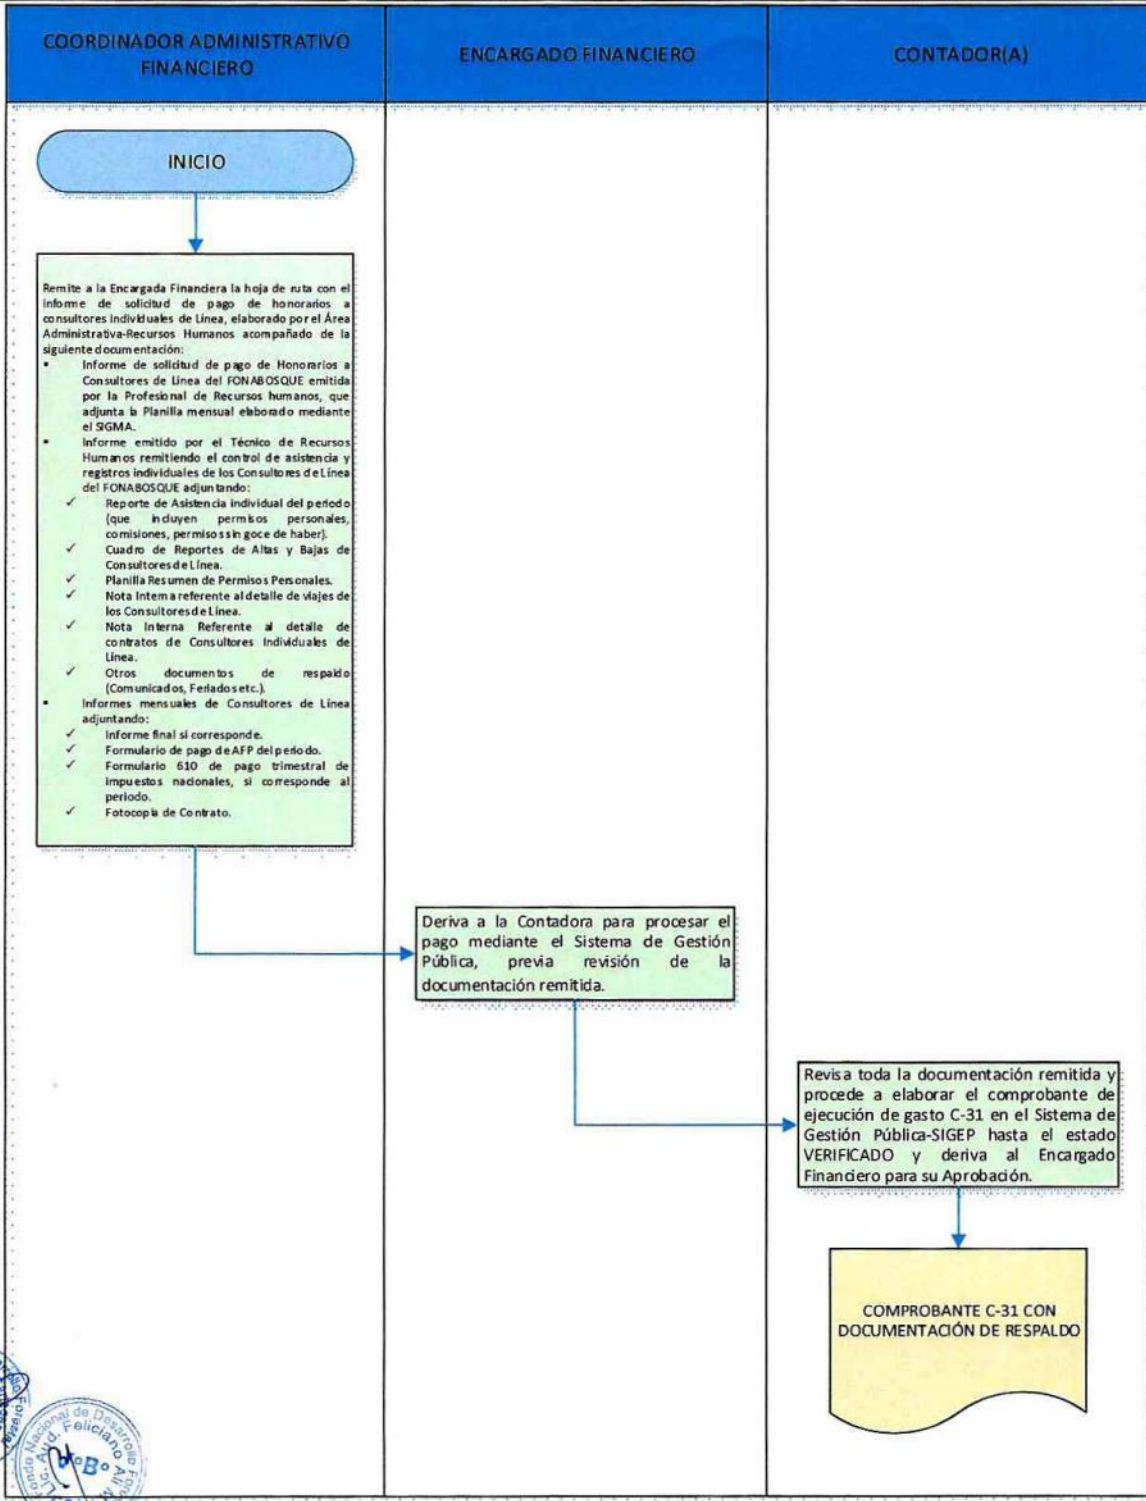 COORDINADOR ADMINISTRATIVO
FINANCIERO
ENCARGADO FINANCIERO
CONTADOR(A)
INICIO
Remite a la Encargada Financiera la hoja de ruta con el
informe de solicitud de pago de honorarios a
consultores Individuales de Línea, elaborado por el Área
Administrativa-Recursos Humanos acompañado de la
siguiente documentación:
▪ Informe de solicitud de pago de Honorarios a
Consultores de Línea del FONABOSQUE emitida
por la Profesional de Recursos humanos, que
adjunta la Planilla mensual elaborado mediante
el SIGMA.
▪ Informe emitido por el Técnico de Recursos
Humanos remitiendo el control de asistencia y
registros individuales de los Consultores de Línea
del FONABOSQUE adjuntando:
✓ Reporte de Asistencia individual del periodo
(que incluyen permisos personales,
comisiones, permisos sin goce de haber).
✓ Cuadro de Reportes de Altas y Bajas de
Consultores de Línea.
✓ Planilla Resumen de Permisos Personales.
✓ Nota Interna referente al detalle de viajes de
los Consultores de Línea.
✓ Nota Interna Referente al detalle de
contratos de Consultores Individuales de
Línea.
✓ Otros documentos de respaldo
(Comunicados, Feriados etc.).
▪ Informes mensuales de Consultores de Línea
adjuntando:
✓ Informe final si corresponde.
✓ Formulario de pago de AFP del periodo.
✓ Formulario 610 de pago trimestral de
impuestos nacionales, si corresponde al
periodo.
✓ Fotocopia de Contrato.
Deriva a la Contadora para procesar el
pago mediante el Sistema de Gestión
Pública, previa revisión de la
documentación remitida.
Revisa toda la documentación remitida y
procede a elaborar el comprobante de
ejecución de gasto C-31 en el Sistema de
Gestión Pública-SIGEP hasta el estado
VERIFICADO y deriva al Encargado
Financiero para su Aprobación.
COMPROBANTE C-31 CON
DOCUMENTACIÓN DE RESPALDO
Fondo Nacional de Desarrollo
Lic. Aud. Feliciano Ali
VoBo